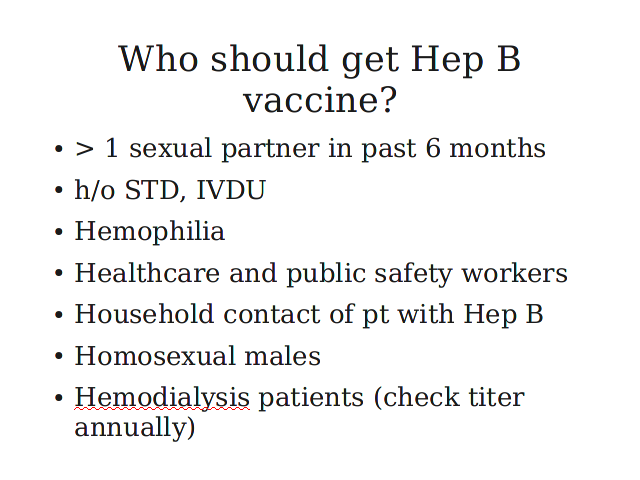 Who should get Hep B
vaccine?
• > 1 sexual partner in past 6 months
• h/o STD, IVDU
• Hemophilia
• Healthcare and public safety workers
• Household contact of pt with Hep B
• Homosexual males
• Hemodialysis patients (check titer
annually)